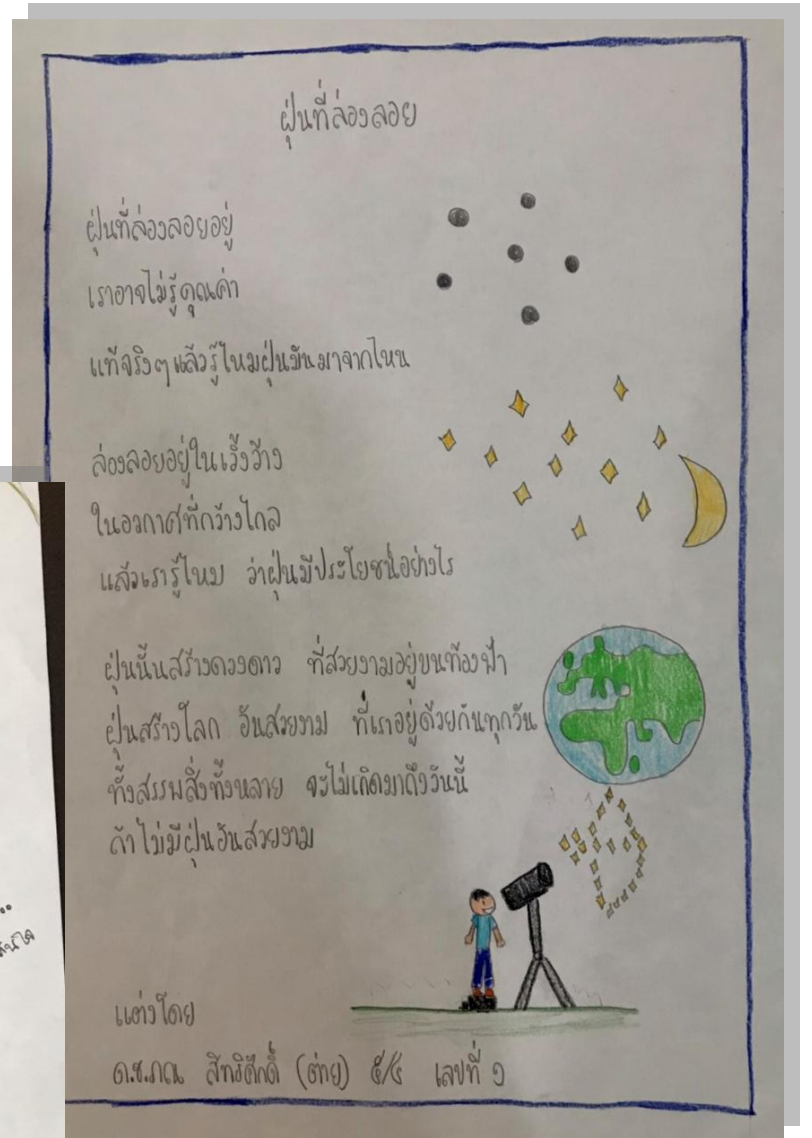 ฝุ่นที่ล่องลอย
ฝุ่นที่ล่องลอยอยู่
เราอาจไม่รู้คุณค่า
แท้จริงๆแล้วรู้ไหมฝุ่นมันมาจากไหน
ล่องลอยอยู่ในเวิ้งว้าง
ในอวกาศที่กว้างไกล
แล้วเรารู้ไหม ว่าฝุ่นมีประโยชน์อย่างไร
ฝุ่นนั้นสร้างดวงดาว ที่สวยงามอยู่บนท้องฟ้า
ฝุ่นสร้างโลก อันสวยงาม ที่เราอยู่ด้วยกันทุกวัน
ทั้งสรรพสิ่งทั้งหลาย จะไม่เกิดมาถึงวันนี้
ถ้าไม่มีฝุ่นอันสวยงาม
แต่งโดย
ด.ช.ภณ สิทธิศักดิ์ (ต่าย) ๕/๕ เลขที่ ๑